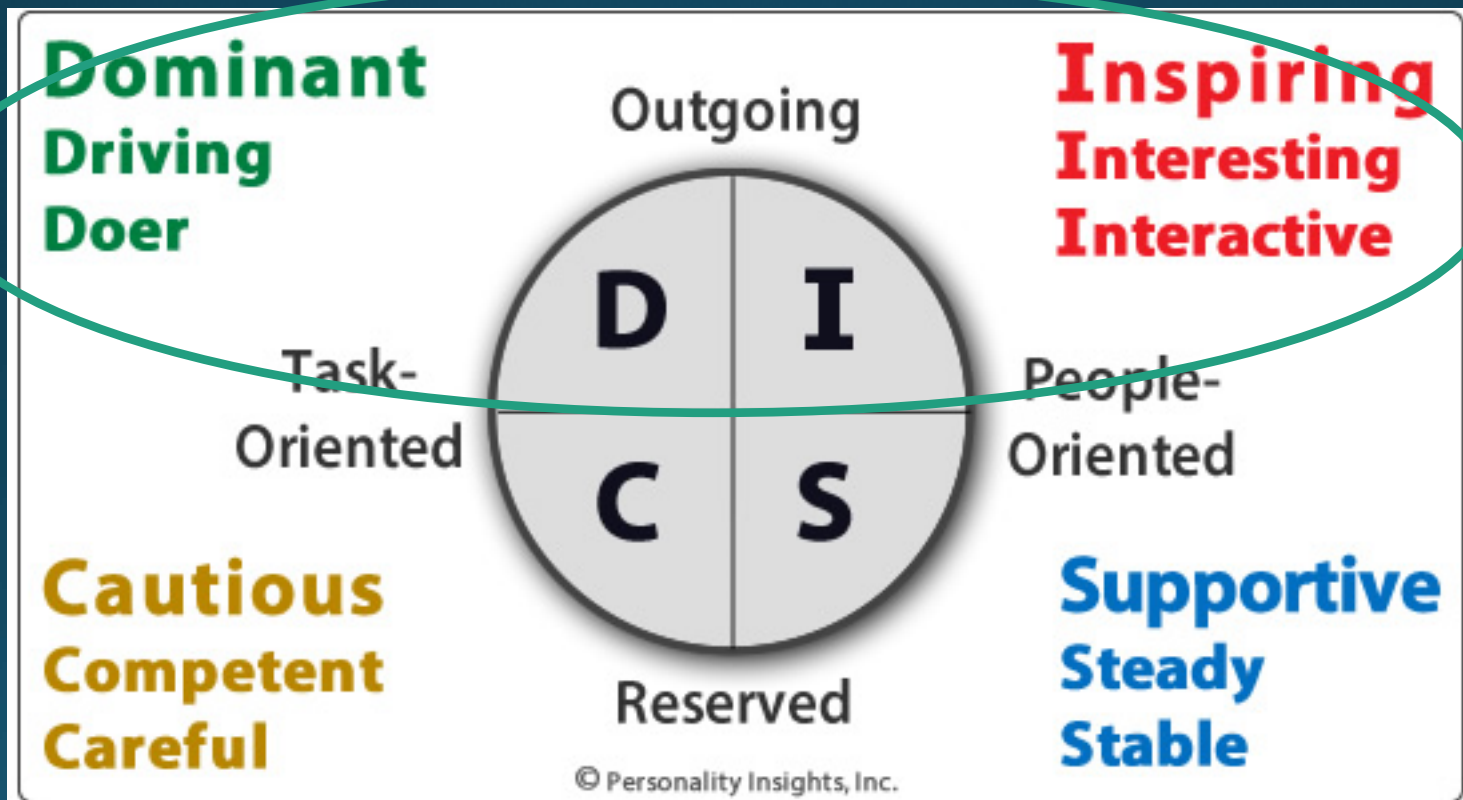 Dominant
Driving
Doer
Outgoing
Inspiring
Interesting
Interactive
D
I
Task-
Oriented
People-
Oriented
C
S
Cautious
Competent
Careful
Reserved
Supportive
Steady
Stable
© Personality Insights, Inc.